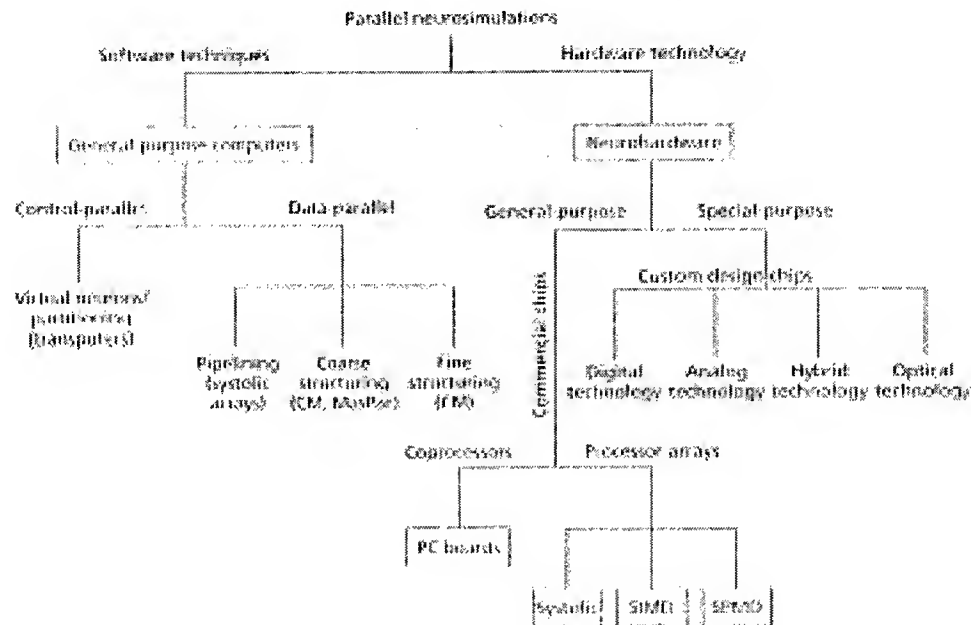 Parallel neurosimulations
Software techniques
Hardware technology
General purpose computers
Neurohardware
Control-parallel
Data-parallel
General-purpose
Special-purpose
Custom design chips
Virtual
partitioning
(transputers)
Commercial chips
Pipelining
(systolic
arrays)
Coarse
structuring
(CM, MasPar)
Fine
structuring
(CM)
Digital
technology
Analog
technology
Hybrid
technology
Optical
technology
Coprocessors
Processor arrays
PC boards
Systolic
SIMD
SPMD